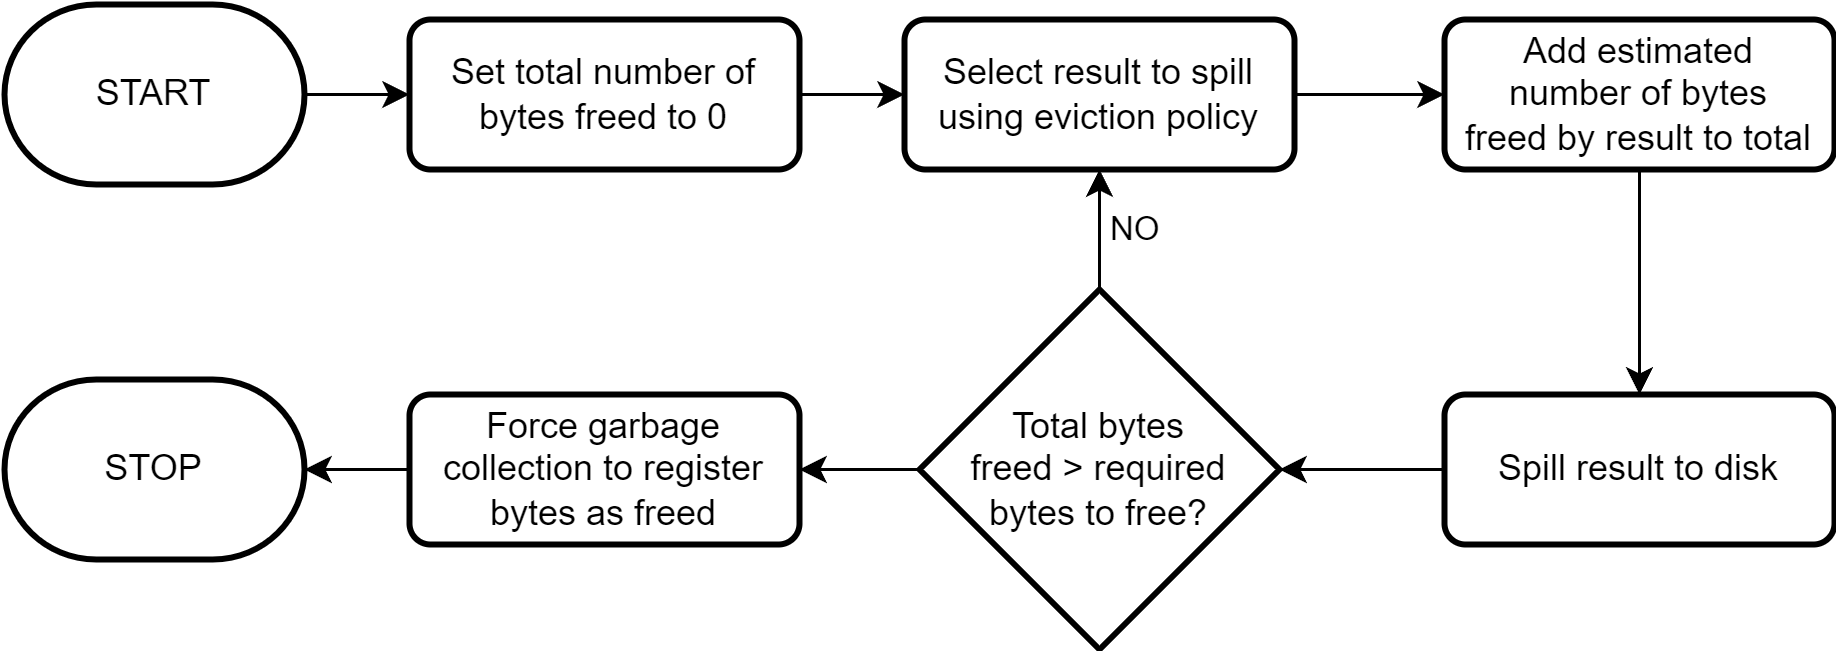 START
Set total number of
bytes freed to 0
Select result to spill
using eviction policy
Add estimated
number of bytes
freed by result to total
NO
STOP
Force garbage
collection to register
bytes as freed
Total bytes
freed > required
bytes to free?
Spill result to disk